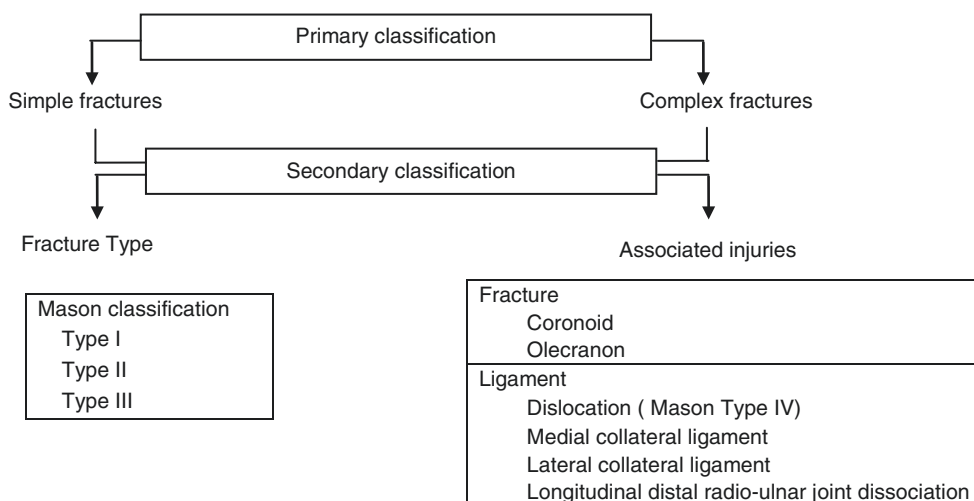 Primary classification
Simple fractures
Complex fractures
Secondary classification
Fracture Type
Associated injuries
Mason classification
Type I
Type II
Type III
Fracture
Coronoid
Olecranon
Ligament
Dislocation ( Mason Type IV)
Medial collateral ligament
Lateral collateral ligament
Longitudinal distal radio-ulnar joint dissociation